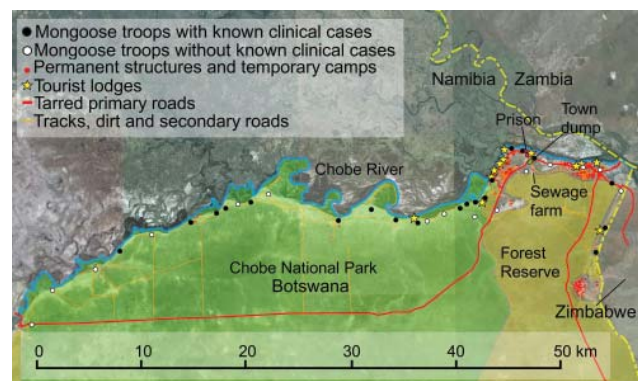 Mongoose troops with known clinical cases
Mongoose troops without known clinical cases
Permanent structures and temporary camps
Tourist lodges
Tarred primary roads
Tracks, dirt and secondary roads
Namibia
Zambia
Prison
Town
dump
Chobe River
Sewage
farm
Chobe National Park
Botswana
Forest
Reserve
Zimbabwe
0 10 20 30 40 50 km